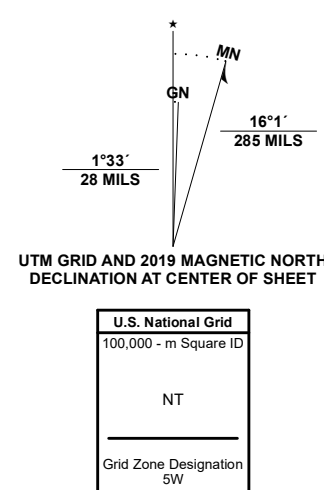 ★
MN
GN
16°1´
285 MILS
1°33´
28 MILS
UTM GRID AND 2019 MAGNETIC NORTH
DECLINATION AT CENTER OF SHEET
U.S. National Grid
100,000 - m Square ID
NT
Grid Zone Designation
5W